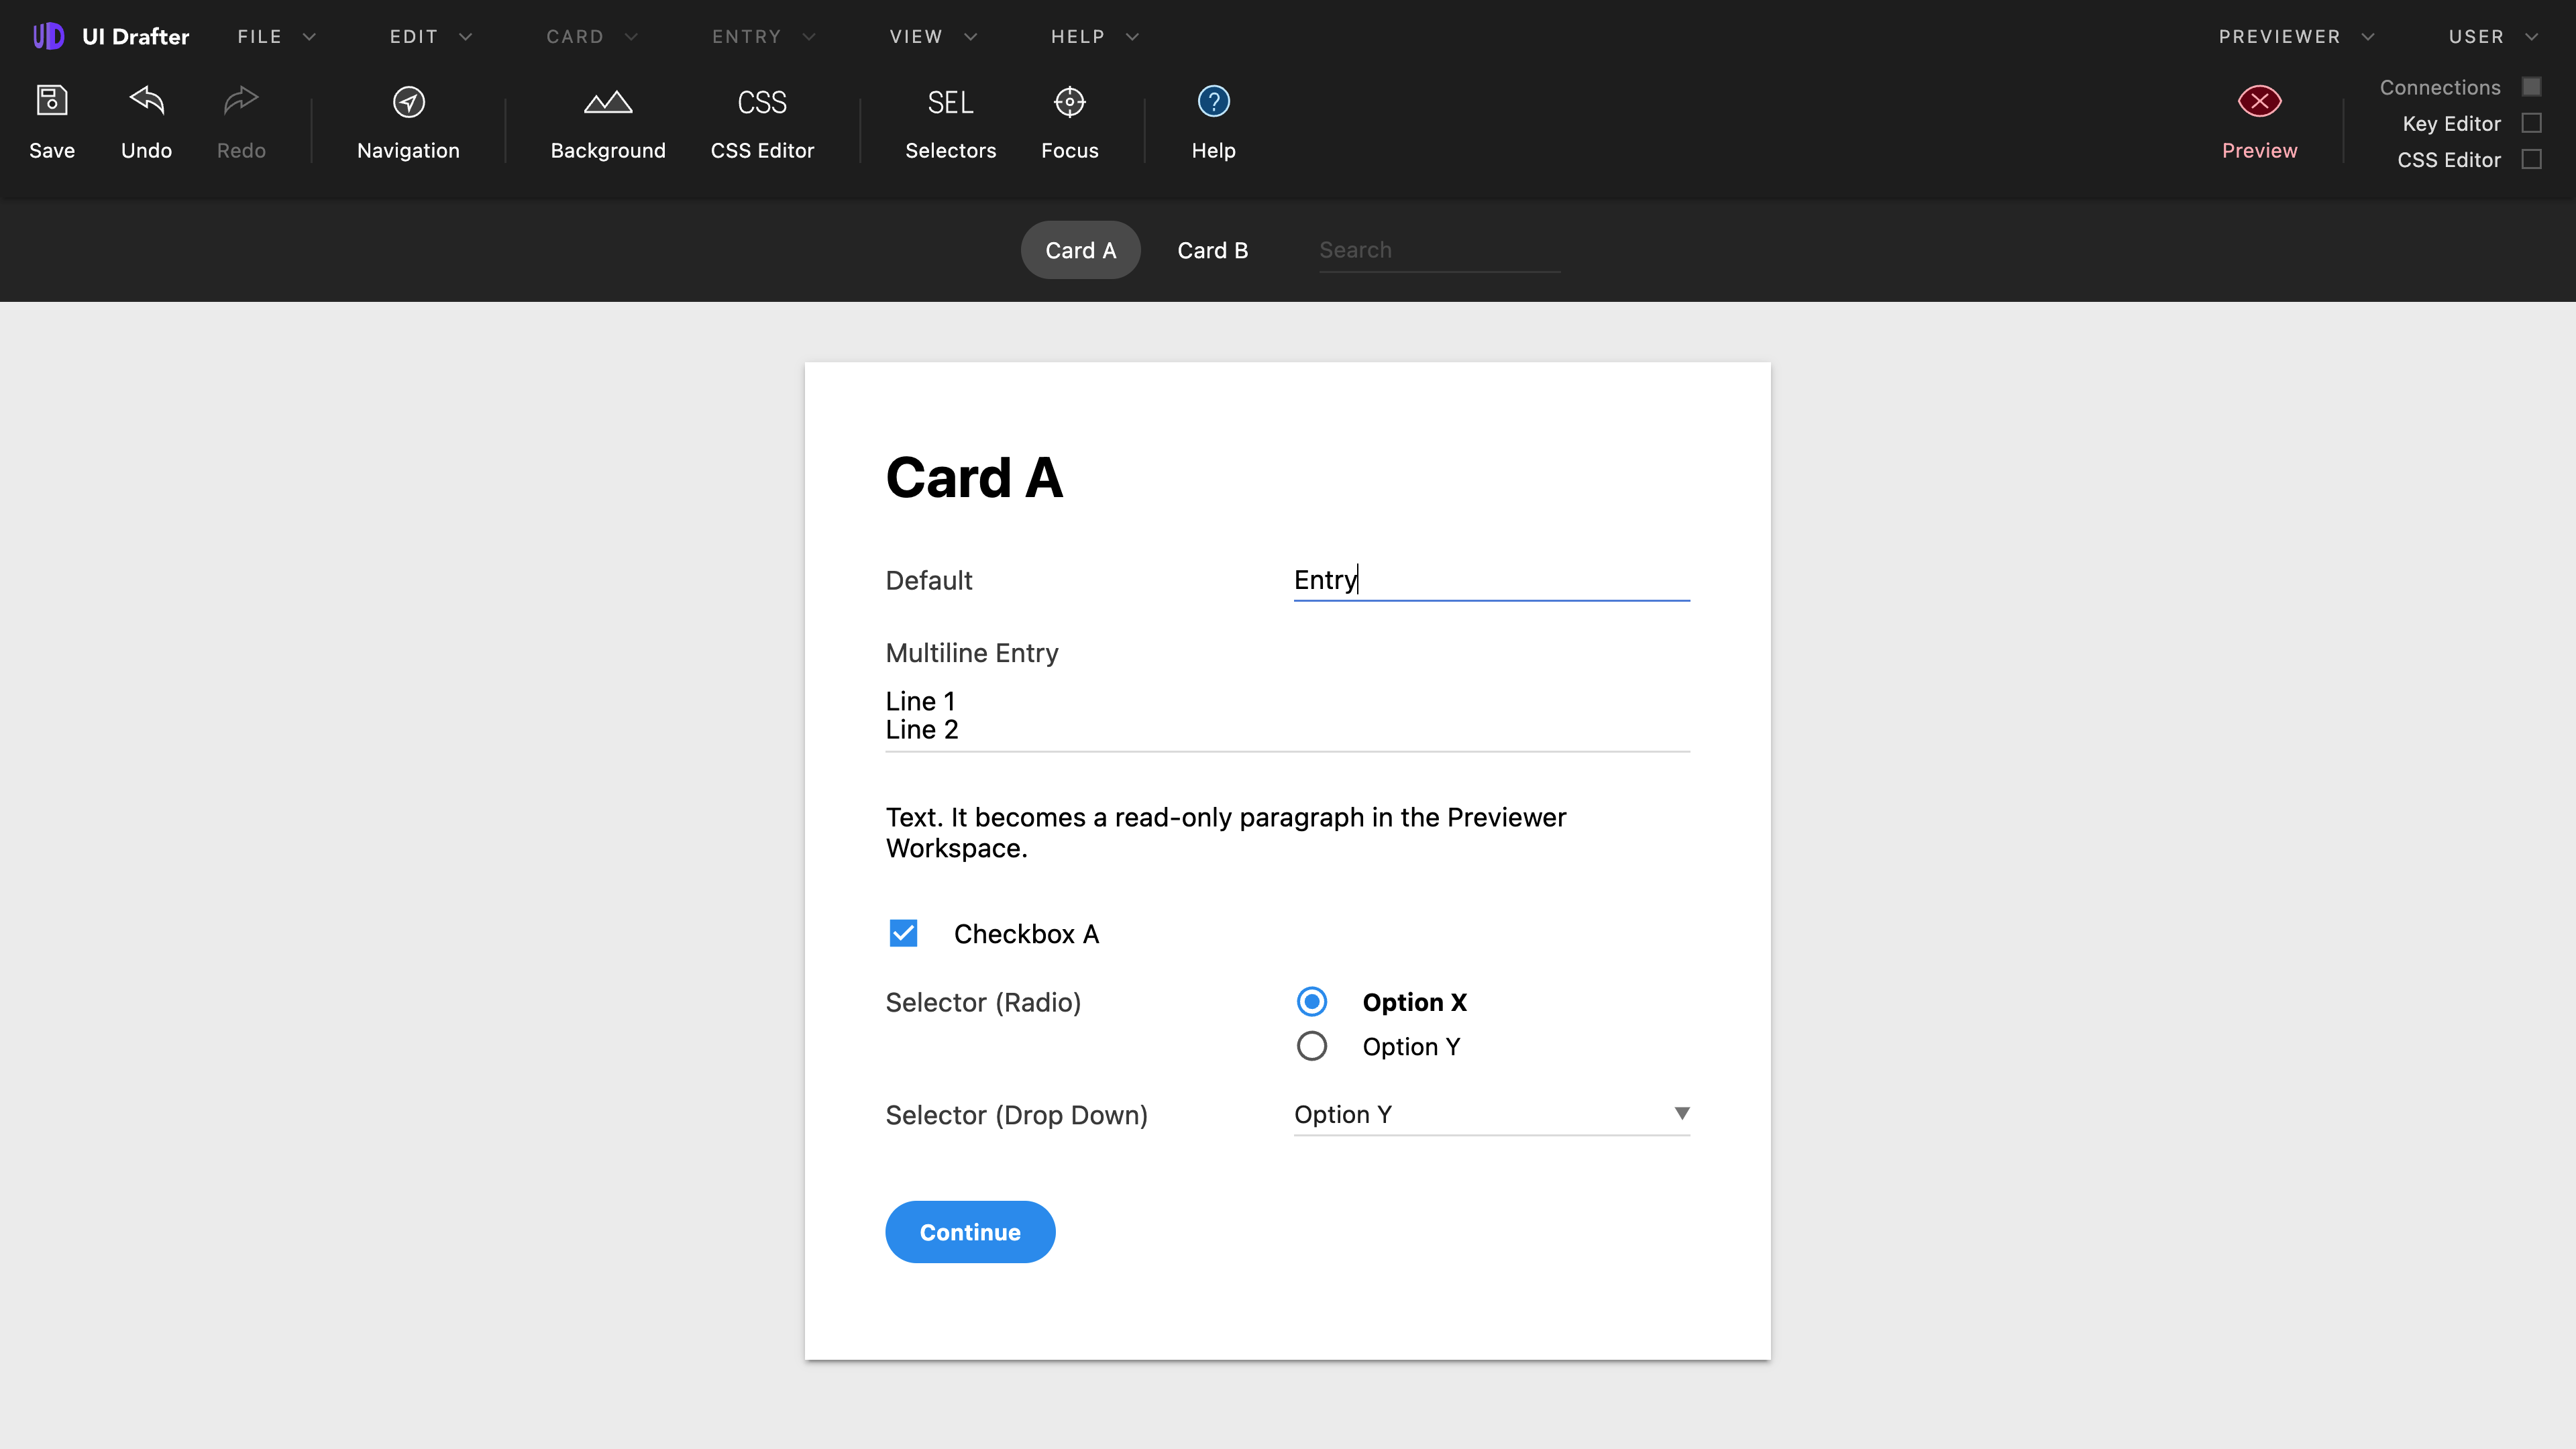 UI Drafter FILE EDIT CARD ENTRY VIEW HELP PREVIEWER USER
Save Undo Redo Navigation Background CSS CSS Editor SEL Selectors Focus ? Help Preview
Connections
Key Editor
CSS Editor
Card A Card B Search
Card A
Default Entry
Multiline Entry
Line 1
Line 2
Text. It becomes a read-only paragraph in the Previewer
Workspace.
Checkbox A
Selector (Radio) Option X
Option Y
Selector (Drop Down) Option Y
Continue